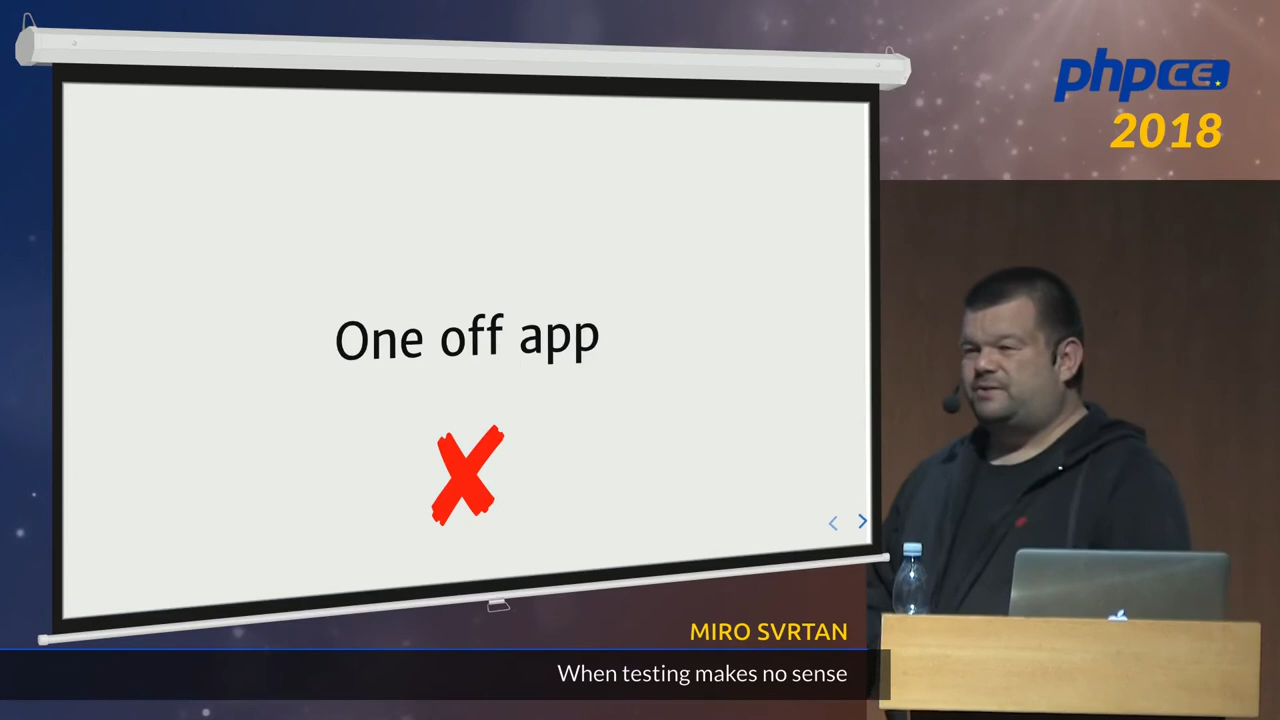 phpce
2018
One off app
MIRO SVRTAN
When testing makes no sense